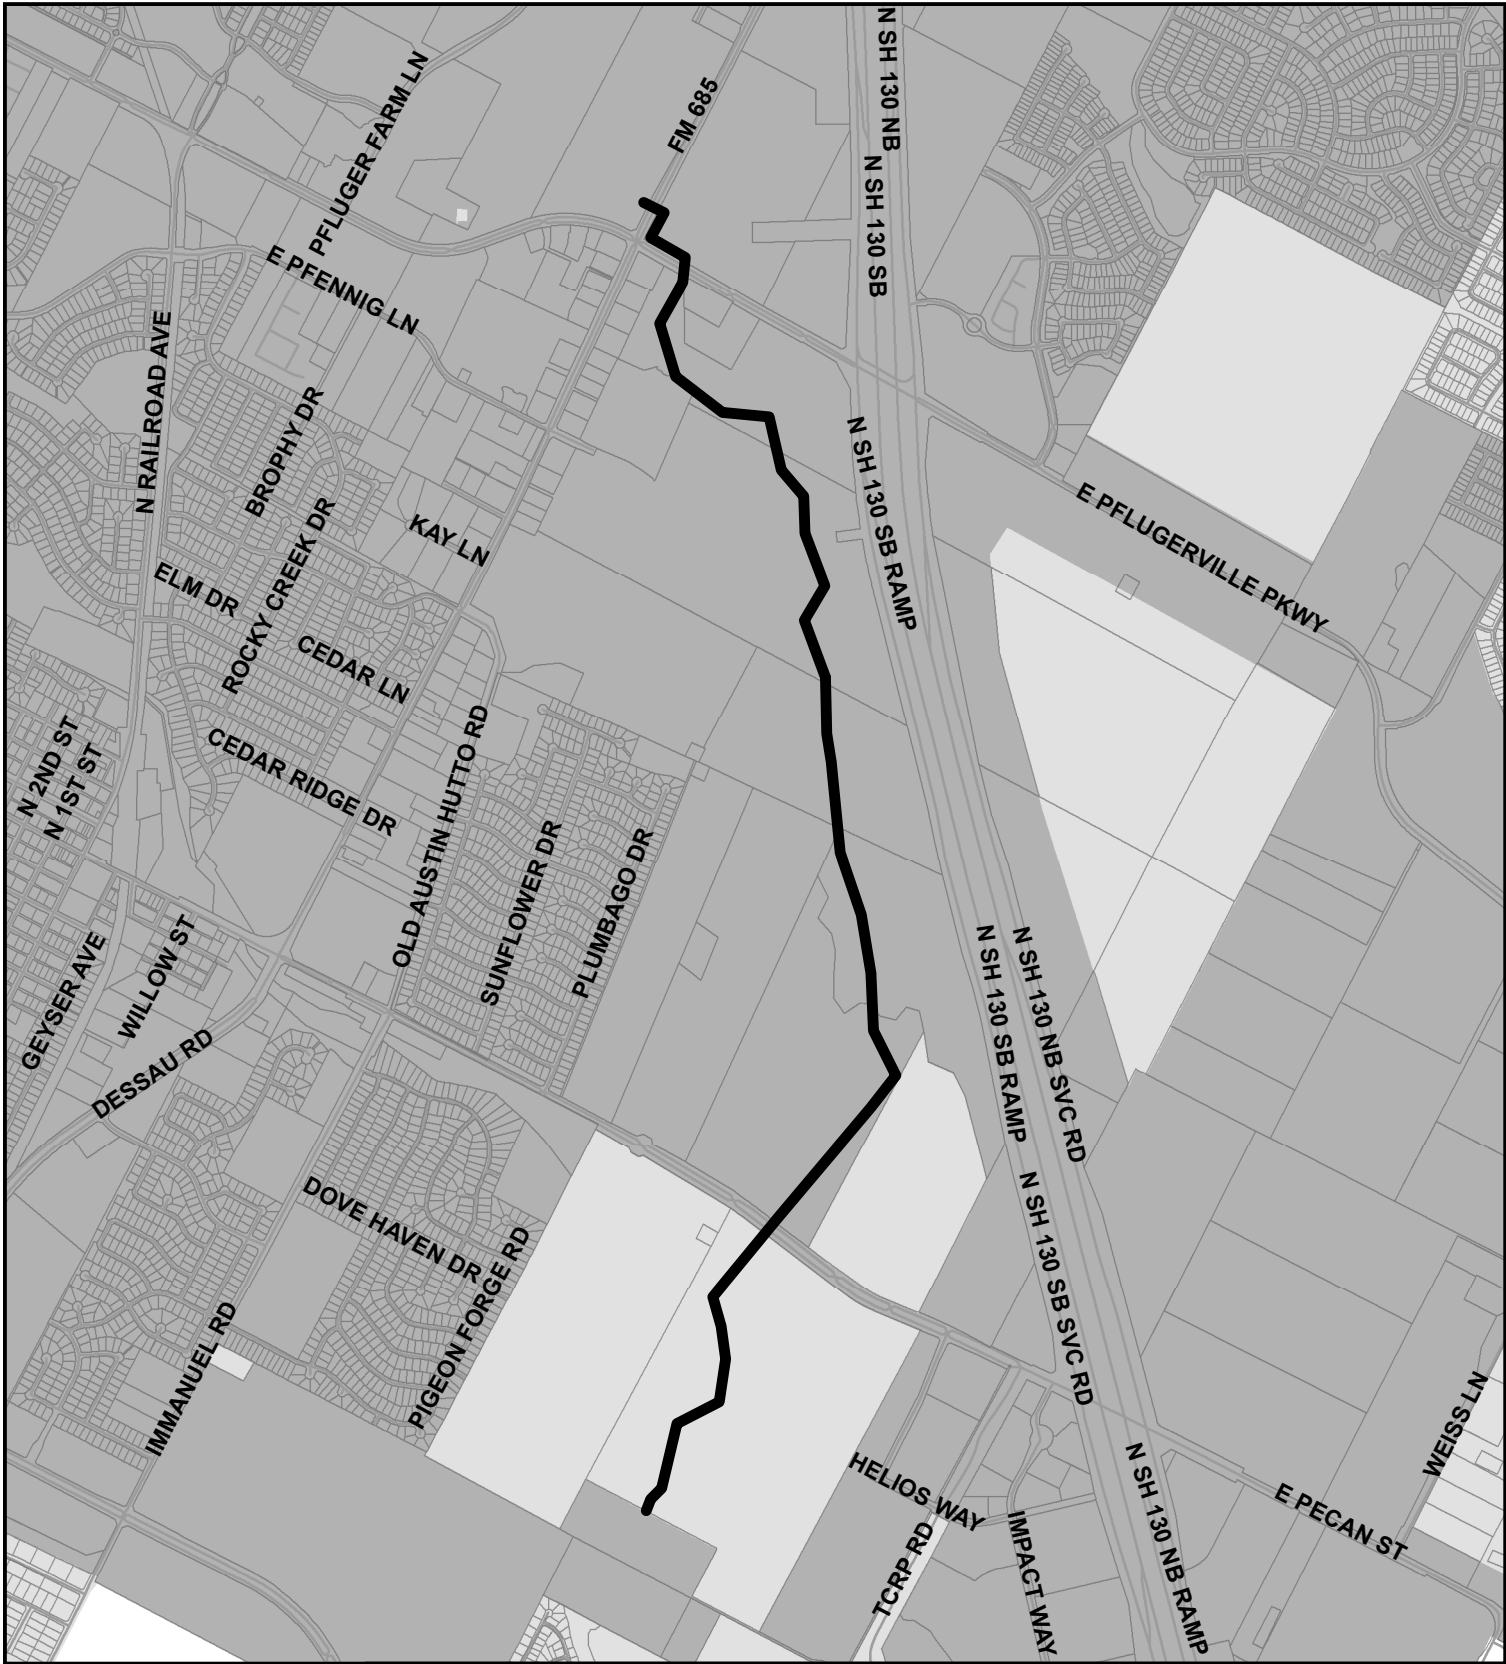 N SH 130 NB
PFLUGER FARM LN
FM 685
N SH 130 SB
E PFENNIG LN
N RAILROAD AVE
BROPHY DR
N SH 130 SB RAMP
E PFLUGERVILLE PKWY
ROCKY CREEK DR
KAY LN
ELM DR
CEDAR LN
OLD AUSTIN HUTTO RD
N 2ND ST
N 1ST ST
CEDAR RIDGE DR
SUNFLOWER DR
PLUMBAGO DR
GEYSER AVE
WILLOW ST
N SH 130 SB RAMP
N SH 130 NB SVC RD
DESSAU RD
DOVE HAVEN DR
PIGEON FORGE RD
N SH 130 SB SVC RD
IMMANUEL RD
WEISS LN
HELIOS WAY
N SH 130 NB RAMP
E PECAN ST
TCRP RD
IMPACT WAY